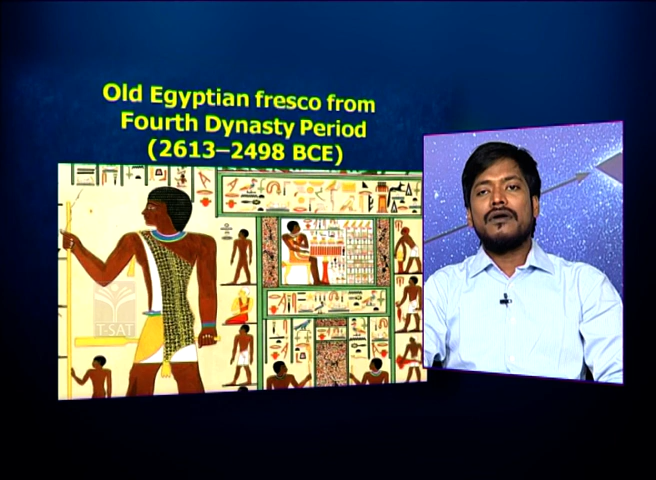 Old Egyptian fresco from
Fourth Dynasty Period
(2613–2498 BCE)
T-SAT